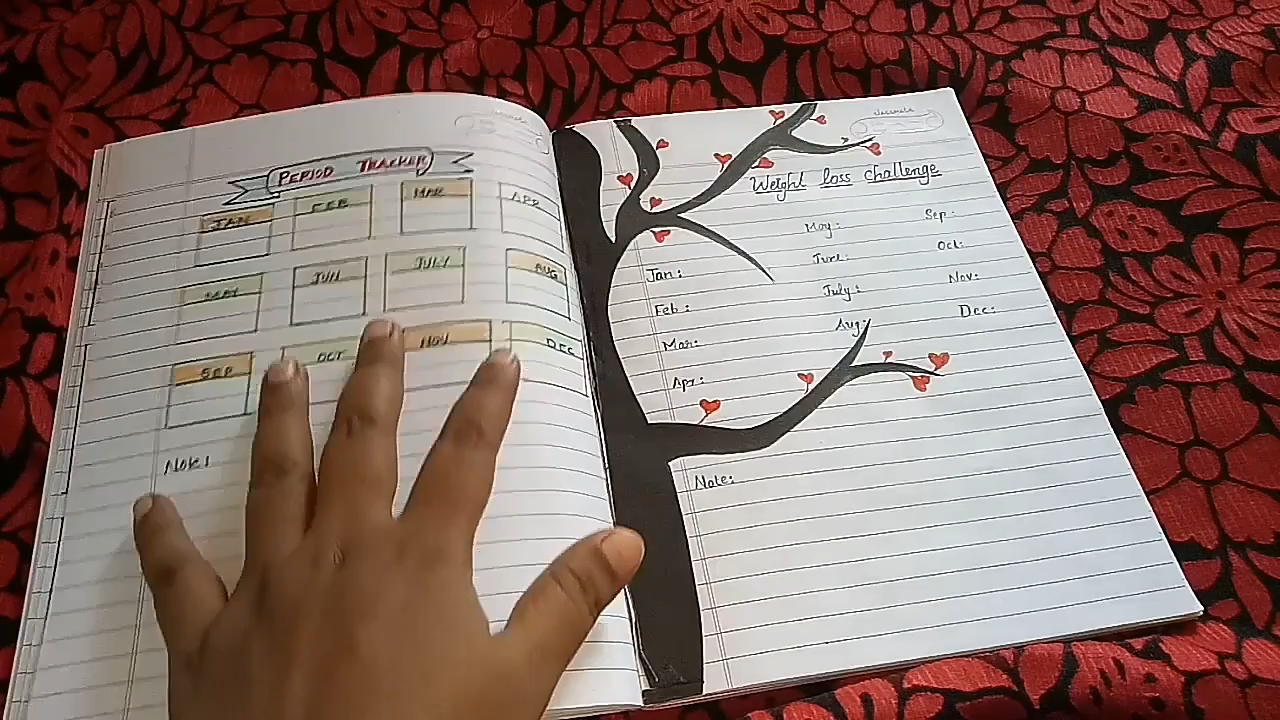 PERIOD TRACKER
JAN FEB MAR APR
MAY JUN JULY AUG
SEP OCT NOV DEC
Note:
Weight loss challenge
Jan: May: Sep:
Feb: June: Oct:
Mar: July: Nov:
Apr: Aug: Dec:
Note: